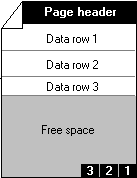 Page header
Data row 1
Data row 2
Data row 3
Free space
3 2 1